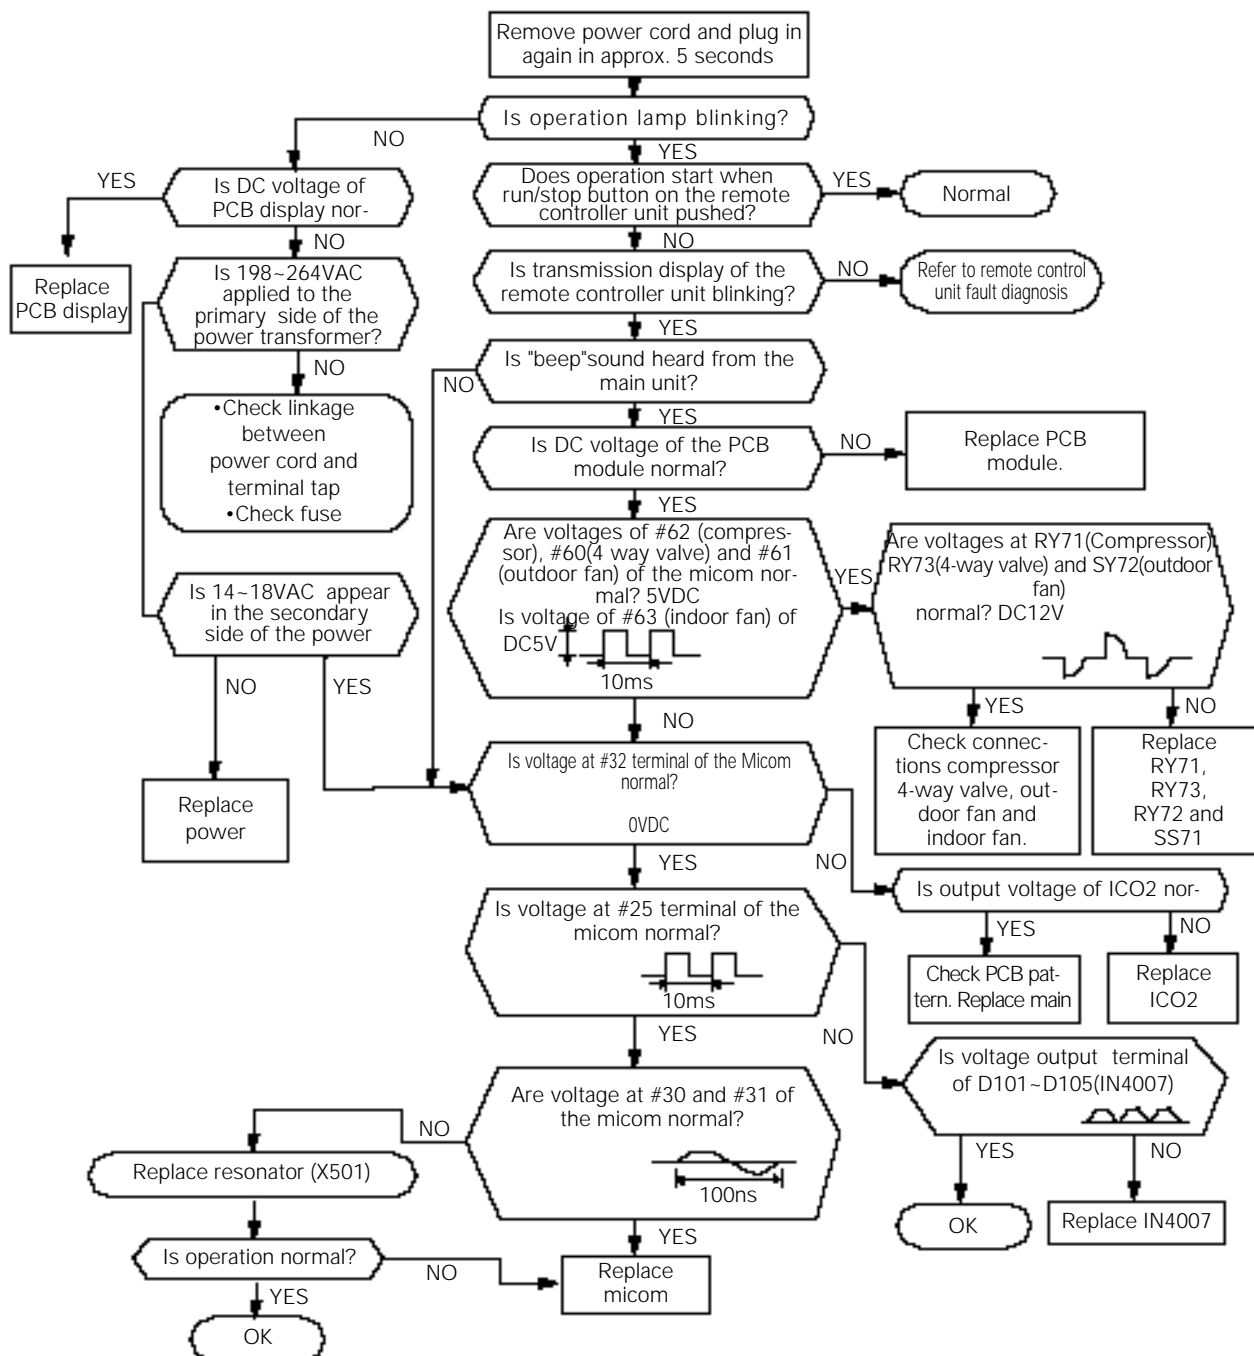 Remove power cord and plug in
again in approx. 5 seconds
Is operation lamp blinking?
NO
YES
Is DC voltage of
PCB display nor-
YES
NO
Does operation start when
run/stop button on the remote
controller unit pushed?
YES
Normal
NO
Replace
PCB display
Is 198~264VAC
applied to the
primary side of the
power transformer?
NO
Is transmission display of the
remote controller unit blinking?
NO
Refer to remote control
unit fault diagnosis
YES
•Check linkage
between
power cord and
terminal tap
•Check fuse
Is "beep"sound heard from the
main unit?
NO
YES
Is DC voltage of the PCB
module normal?
NO
Replace PCB
module.
YES
Is 14~18VAC appear
in the secondary
side of the power
NO
YES
Replace
power
Are voltages of #62 (compres-
sor), #60(4 way valve) and #61
(outdoor fan) of the micom nor-
mal? 5VDC
Is voltage of #63 (indoor fan) of
DC5V
10ms
YES
NO
Are voltages at RY71(Compressor)
RY73(4-way valve) and SY72(outdoor
fan)
normal? DC12V
YES
NO
Check connec-
tions compressor
4-way valve, out-
door fan and
indoor fan.
Replace
RY71,
RY73,
RY72 and
SS71
Is voltage at #32 terminal of the Micom
normal?
0VDC
YES
NO
Is output voltage of ICO2 nor-
YES
NO
Check PCB pat-
tern. Replace main
Replace
ICO2
Is voltage at #25 terminal of the
micom normal?
10ms
YES
NO
Is voltage output terminal
of D101~D105(IN4007)
YES
NO
OK
Replace IN4007
Are voltage at #30 and #31 of
the micom normal?
100ns
NO
YES
Replace resonator (X501)
Is operation normal?
NO
Replace
micom
YES
OK